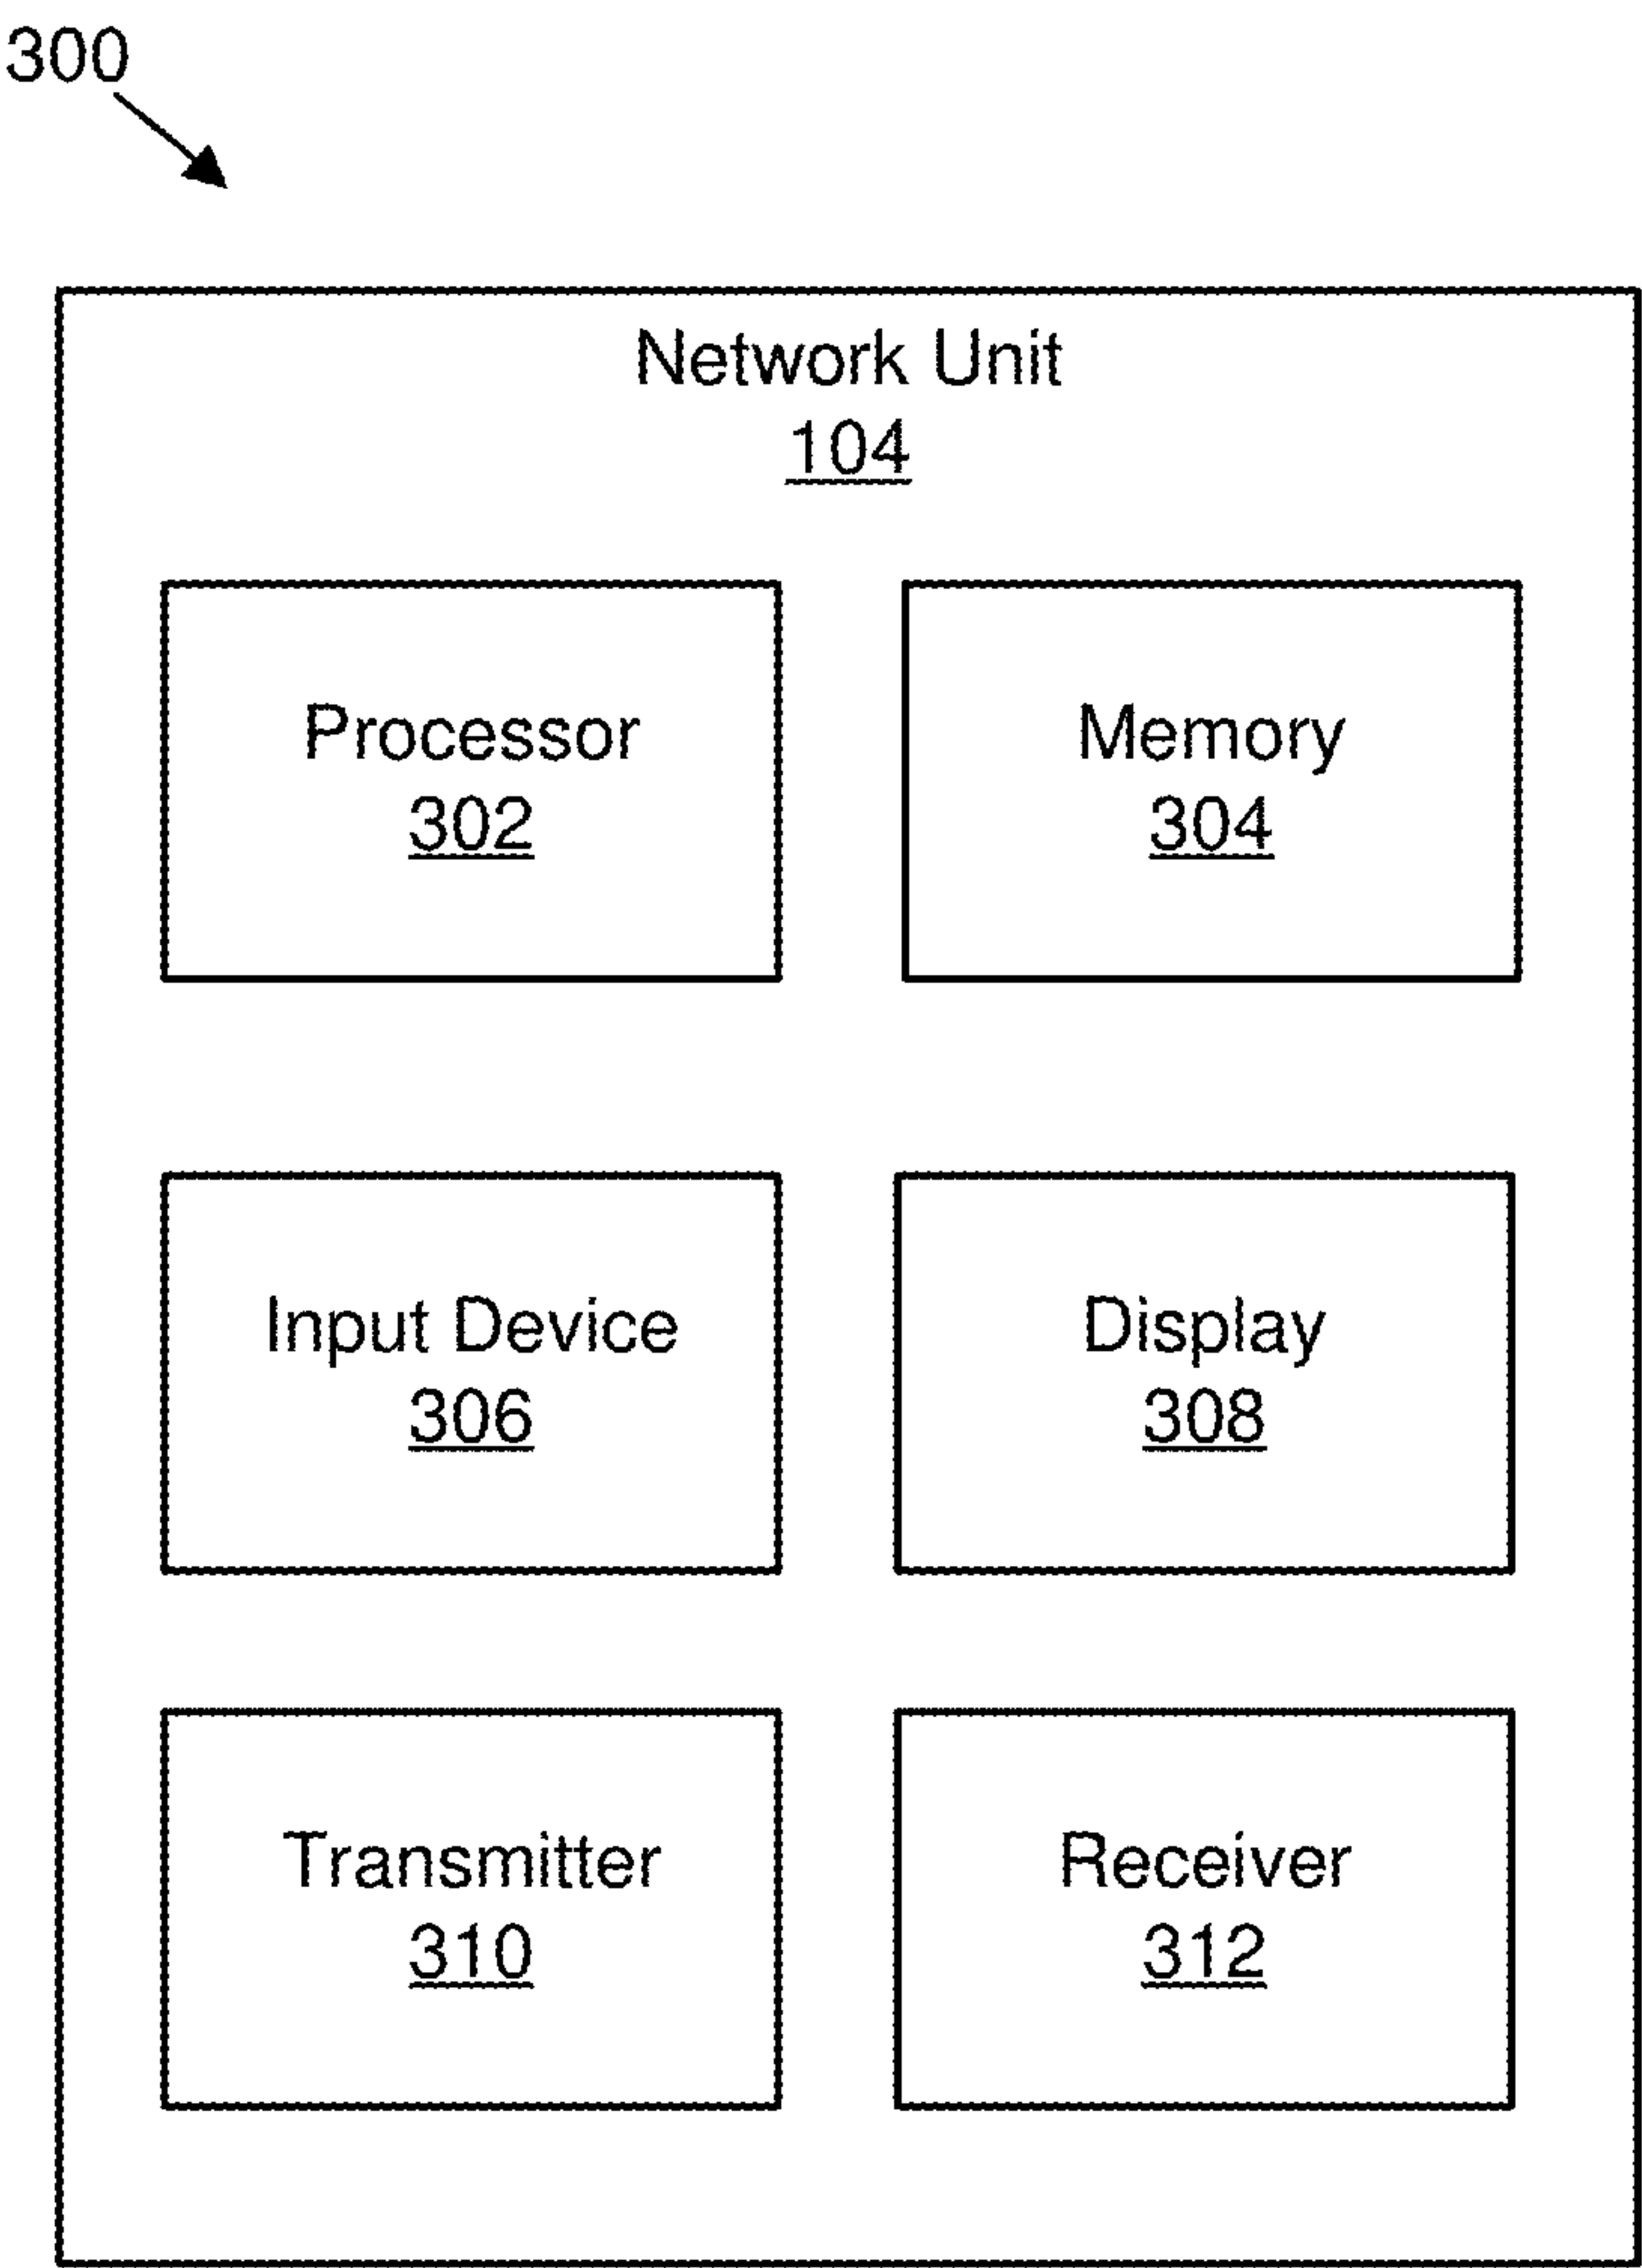 300
Network Unit
104
Processor
302
Memory
304
Input Device
306
Display
308
Transmitter
310
Receiver
312